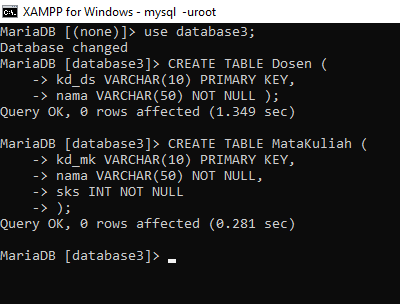 XAMPP for Windows - mysql -uroot
MariaDB [(none)]> use database3;
Database changed
MariaDB [database3]> CREATE TABLE Dosen (
    -> kd_ds VARCHAR(10) PRIMARY KEY,
    -> nama VARCHAR(50) NOT NULL );
Query OK, 0 rows affected (1.349 sec)

MariaDB [database3]> CREATE TABLE MataKuliah (
    -> kd_mk VARCHAR(10) PRIMARY KEY,
    -> nama VARCHAR(50) NOT NULL,
    -> sks INT NOT NULL
    -> );
Query OK, 0 rows affected (0.281 sec)

MariaDB [database3]>